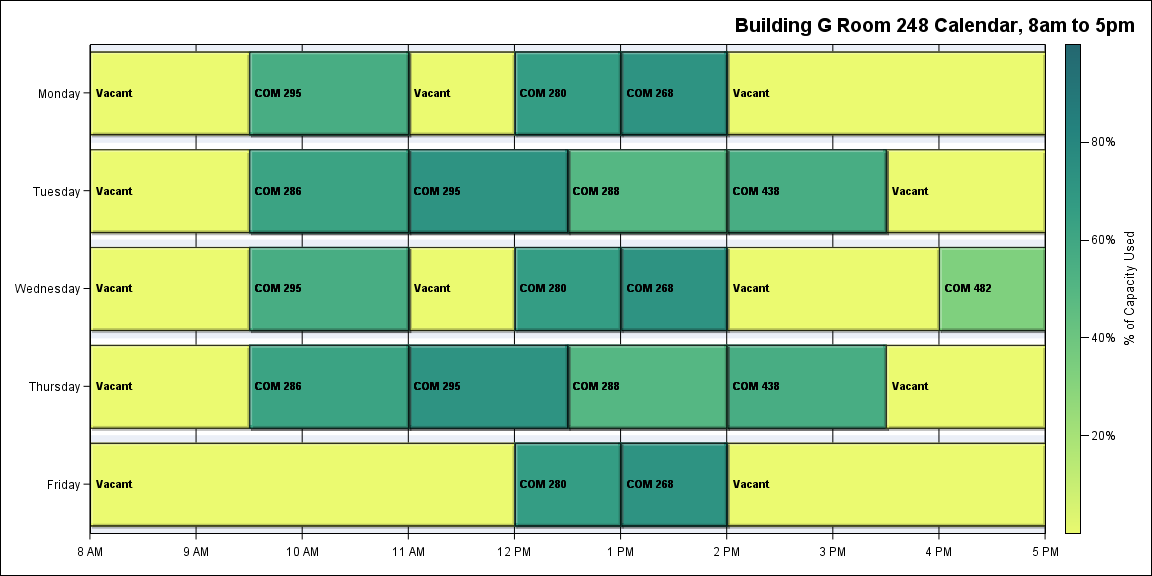 Building G Room 248 Calendar, 8am to 5pm
Monday
Vacant
COM 295
Vacant
COM 280
COM 268
Vacant
Tuesday
Vacant
COM 286
COM 295
COM 288
COM 438
Vacant
Wednesday
Vacant
COM 295
Vacant
COM 280
COM 268
Vacant
COM 482
Thursday
Vacant
COM 286
COM 295
COM 288
COM 438
Vacant
Friday
Vacant
COM 280
COM 268
Vacant
8 AM
9 AM
10 AM
11 AM
12 PM
1 PM
2 PM
3 PM
4 PM
5 PM
80%
60%
40%
20%
% of Capacity Used